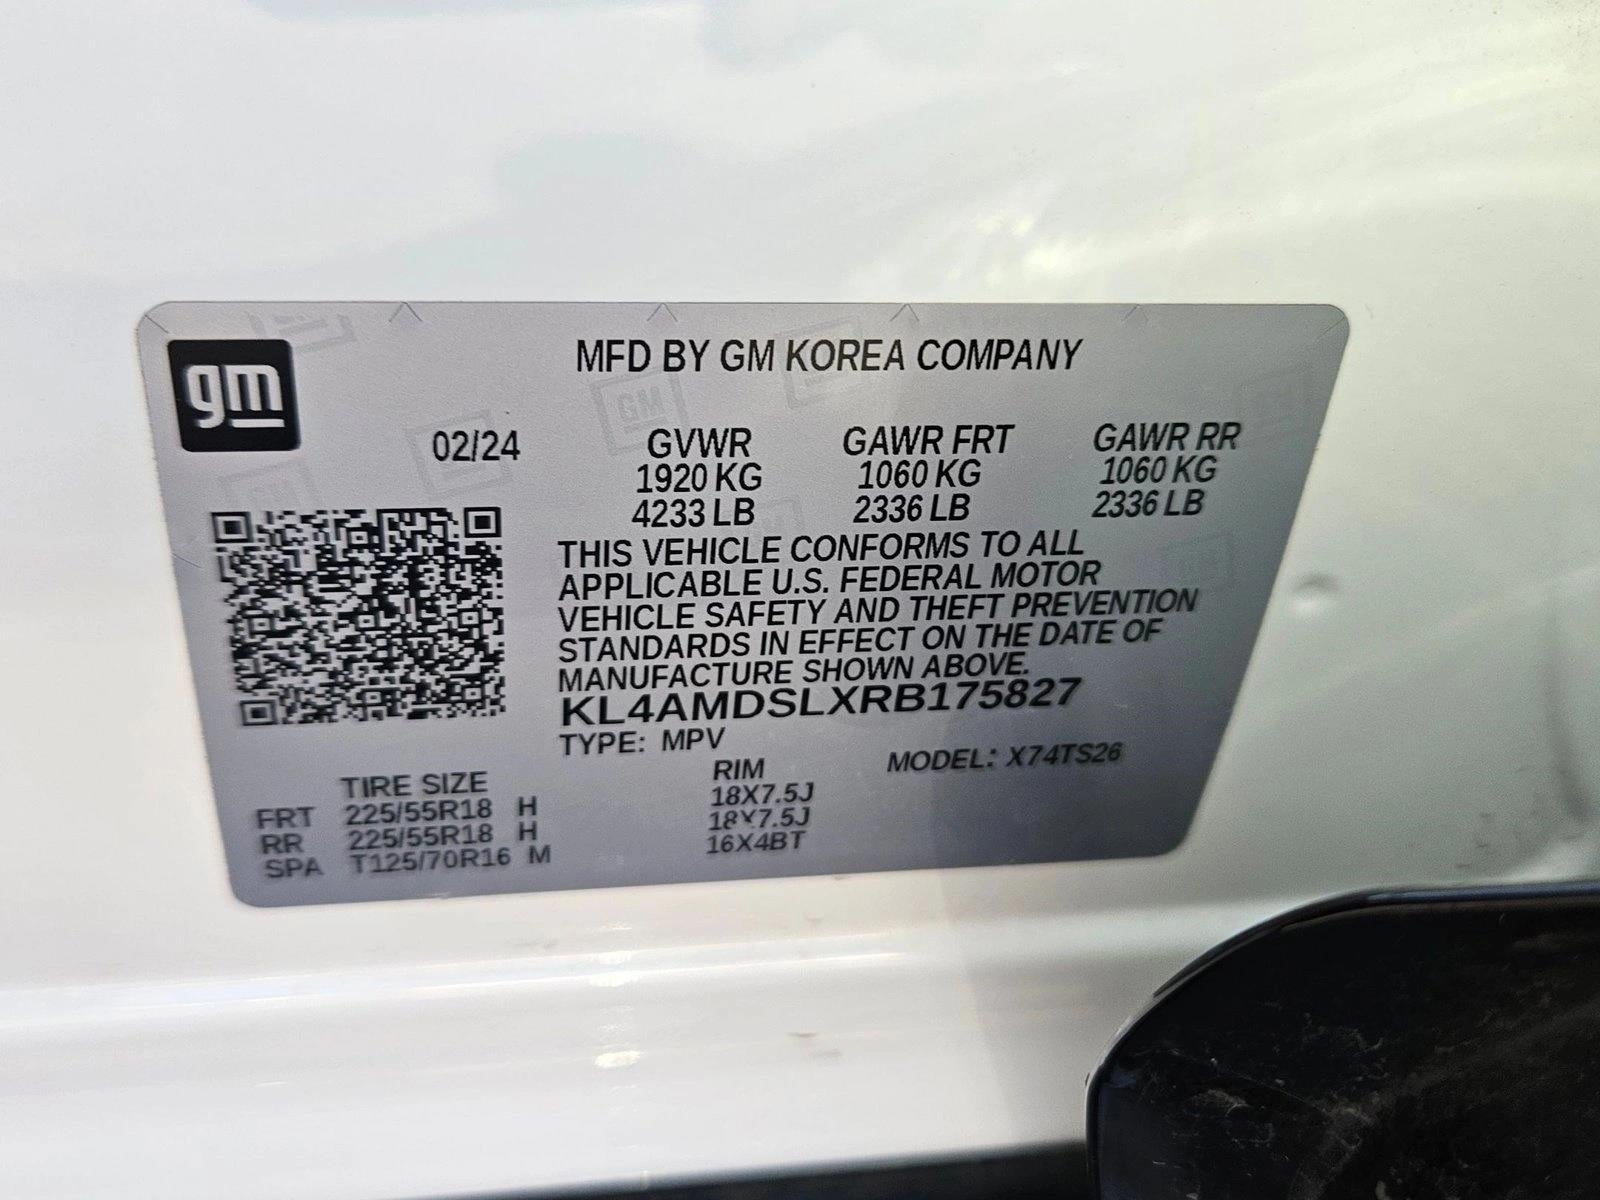 gm
MFD BY GM KOREA COMPANY
02/24 GVWR GAWR FRT GAWR RR
1920 KG 1060 KG 1060 KG
4233 LB 2336 LB 2336 LB
THIS VEHICLE CONFORMS TO ALL
APPLICABLE U.S. FEDERAL MOTOR
VEHICLE SAFETY AND THEFT PREVENTION
STANDARDS IN EFFECT ON THE DATE OF
MANUFACTURE SHOWN ABOVE.
KL4AMDSLXRB175827
TYPE: MPV
MODEL: X74TS26
TIRE SIZE RIM
FRT 225/55R18 H 18X7.5J
RR 225/55R18 H 18X7.5J
SPA T125/70R16 M 16X4BT